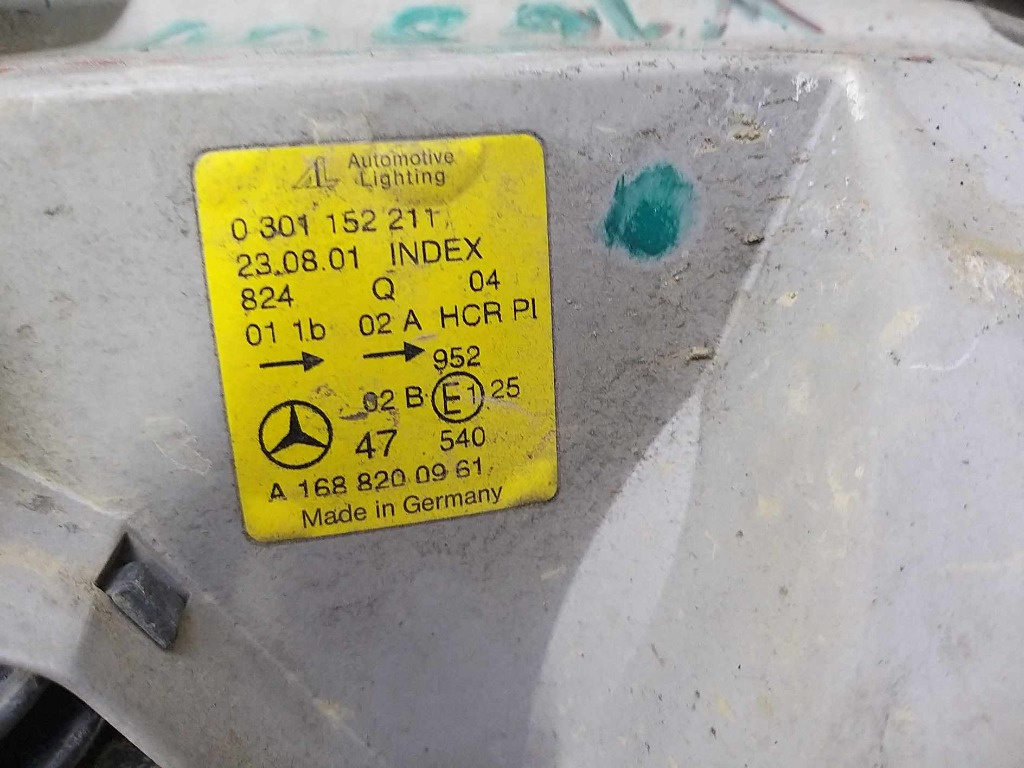 AL Automotive
Lighting
0 301 152 211
23.08.01 INDEX
824 Q 04
01 1b 02 A HCR PI
952
02 B E1 25
47 540
A 168 820 09 61
Made in Germany